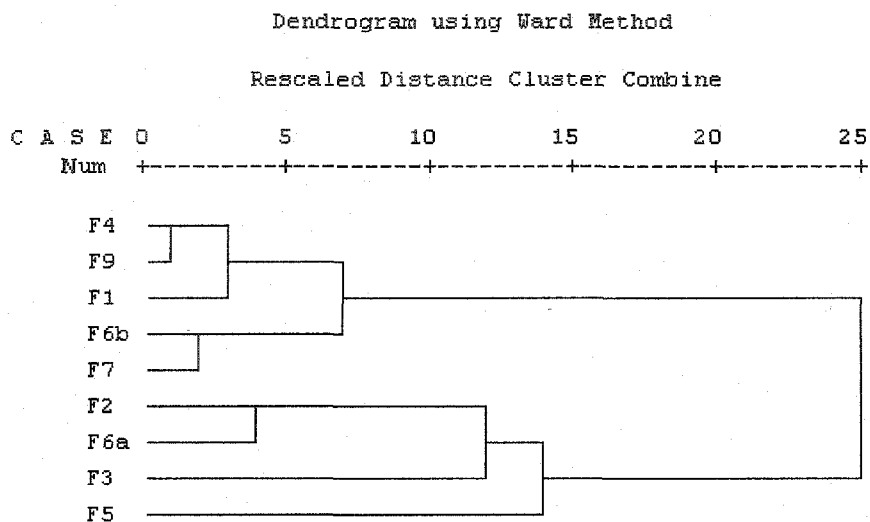 Dendrogram using Ward Method
Rescaled Distance Cluster Combine
C A S E 0 5 10 15 20 25
Num +---------+---------+---------+---------+---------+
F4
F9
F1
F6b
F7
F2
F6a
F3
F5